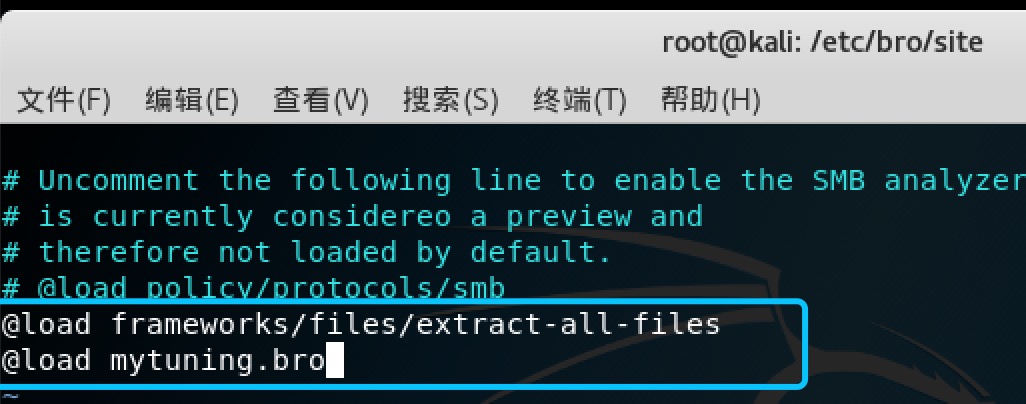 root@kali: /etc/bro/site
文件(F) 编辑(E) 查看(V) 搜索(S) 终端(T) 帮助(H)
# Uncomment the following line to enable the SMB analyzer
# is currently considereo a preview and
# therefore not loaded by default.
# @load policy/protocols/smb
@load frameworks/files/extract-all-files
@load mytuning.bro
~